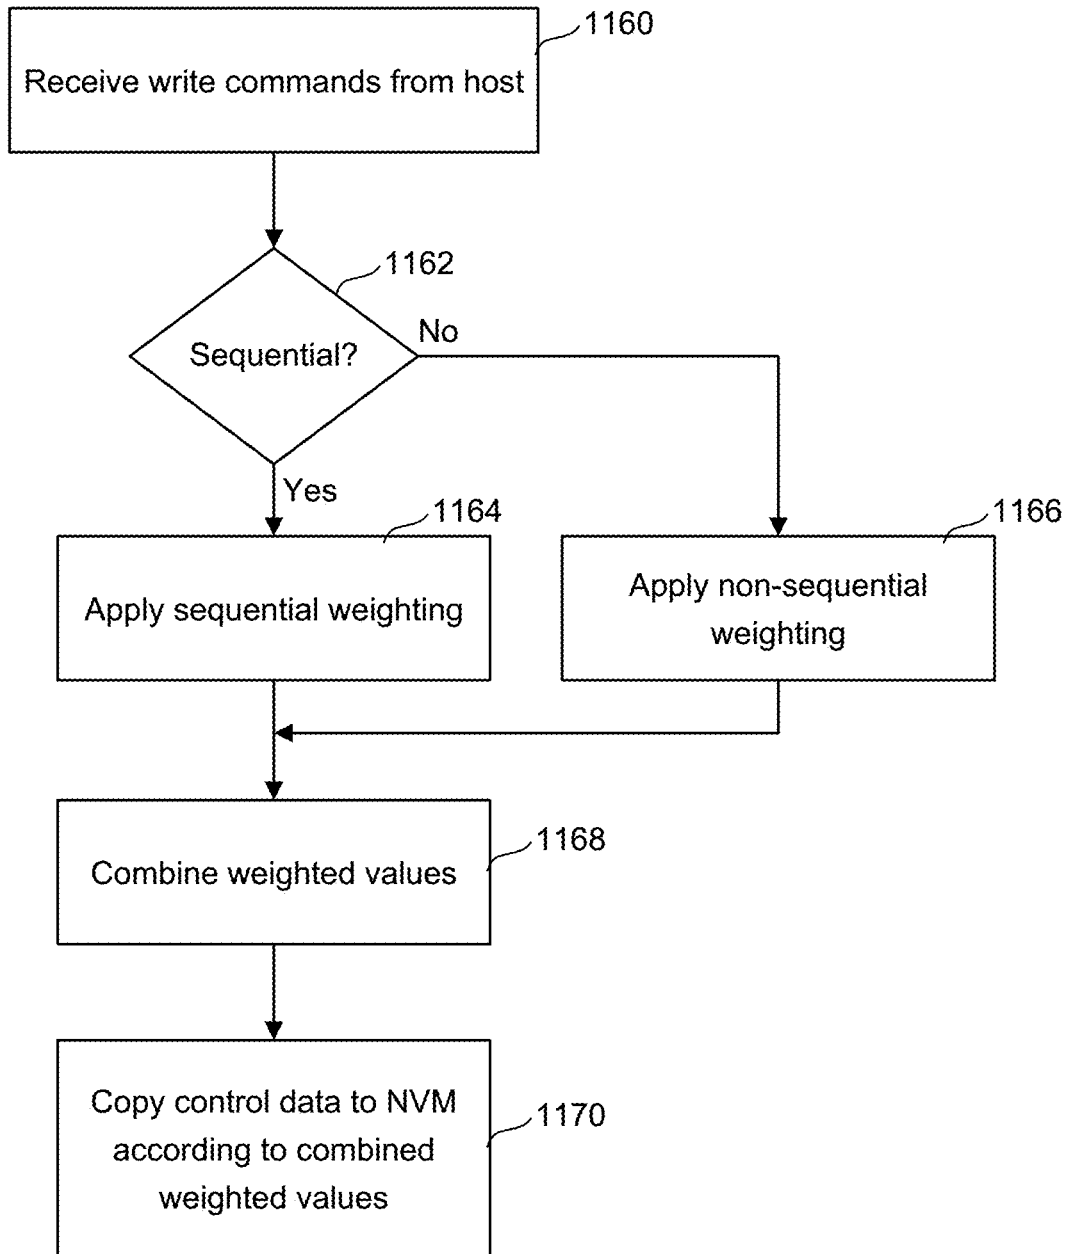 1160
Receive write commands from host
1162
No
Sequential?
Yes
1164
1166
Apply sequential weighting
Apply non-sequential
weighting
1168
Combine weighted values
Copy control data to NVM
according to combined
weighted values
1170